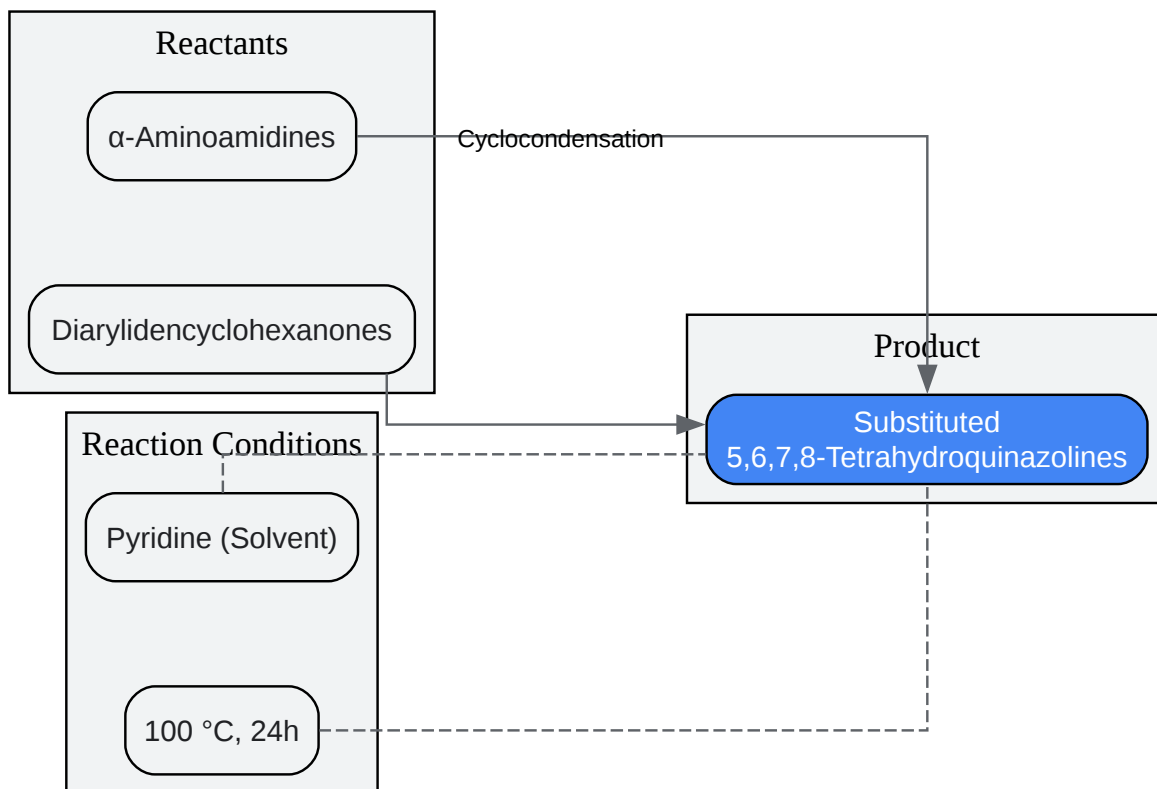 Reactants
α-Aminoamidines
Cyclocondensation
Diarylidencyclohexanones
Product
Substituted
5,6,7,8-Tetrahydroquinazolines
Reaction Conditions
Pyridine (Solvent)
100 °C, 24h